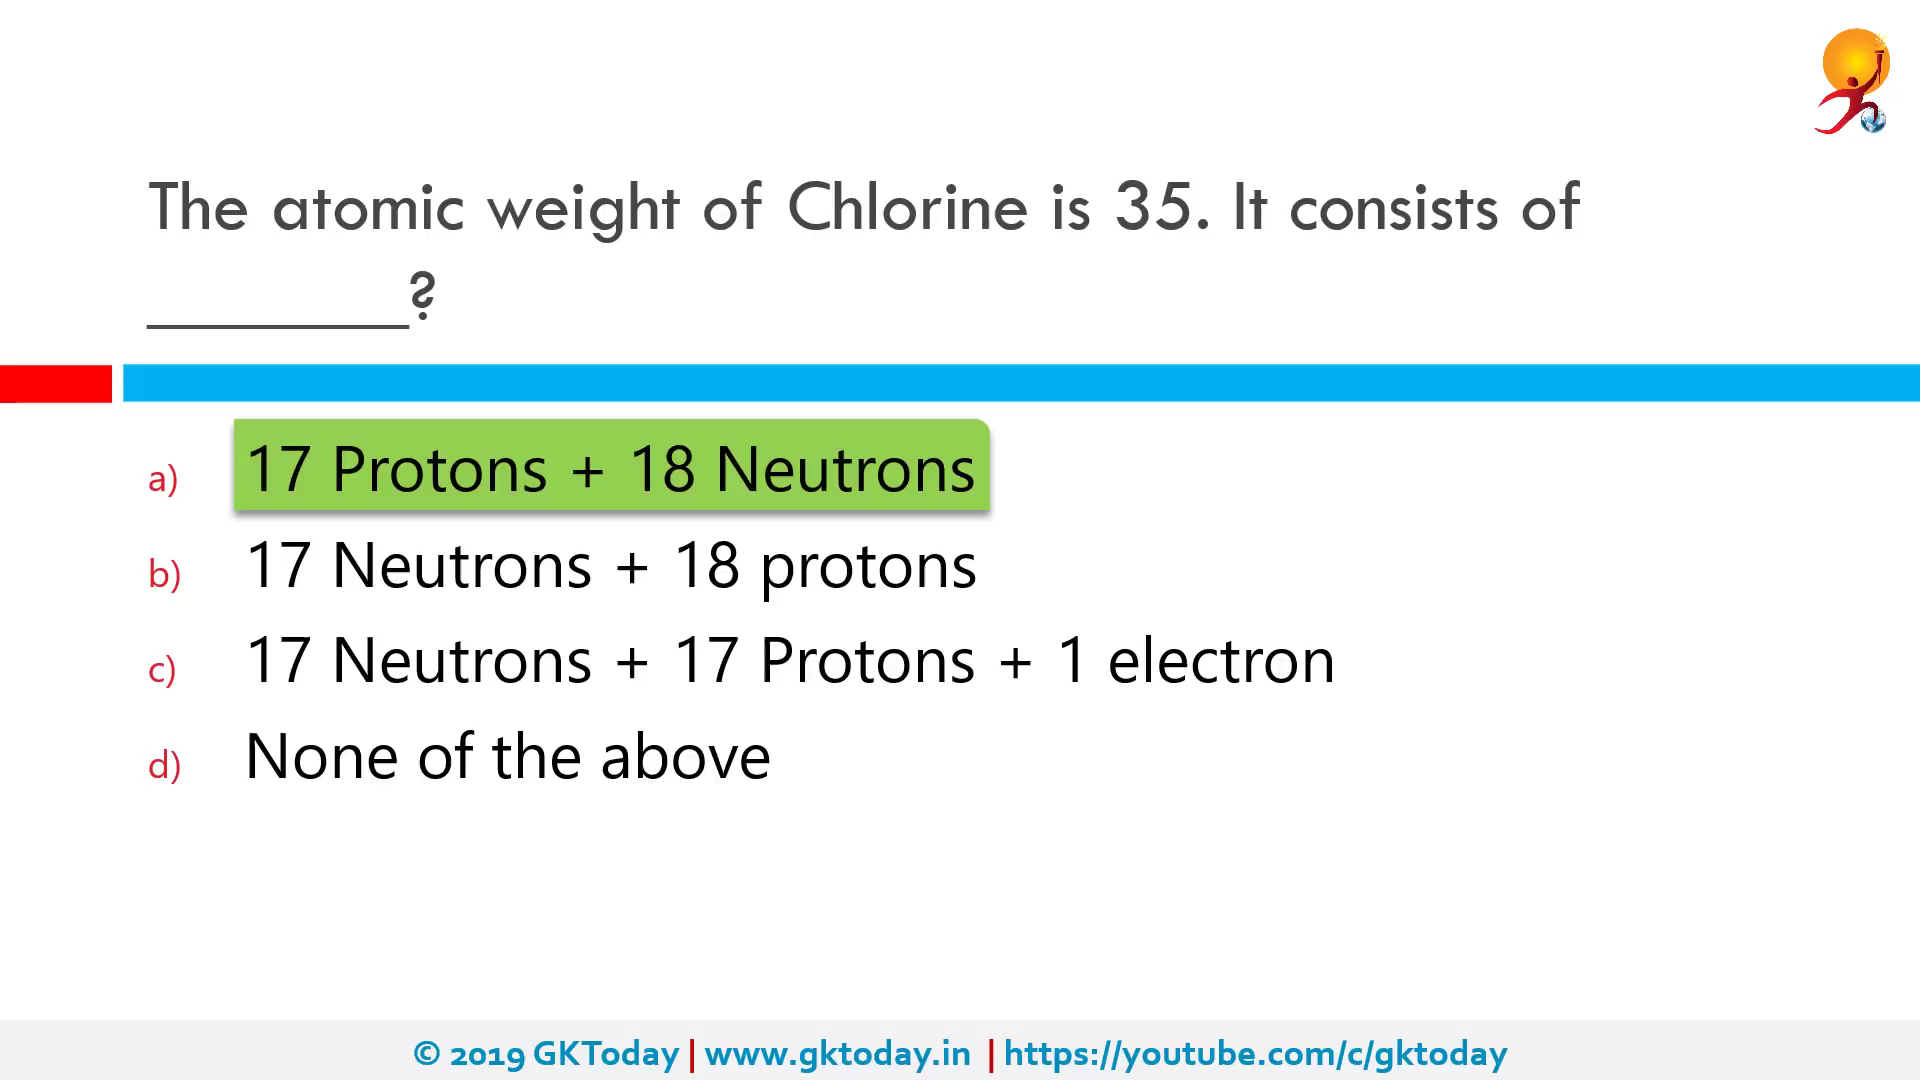 The atomic weight of Chlorine is 35. It consists of
________?
a) 17 Protons + 18 Neutrons
b) 17 Neutrons + 18 protons
c) 17 Neutrons + 17 Protons + 1 electron
d) None of the above
© 2019 GKToday | www.gktoday.in | https://youtube.com/c/gktoday